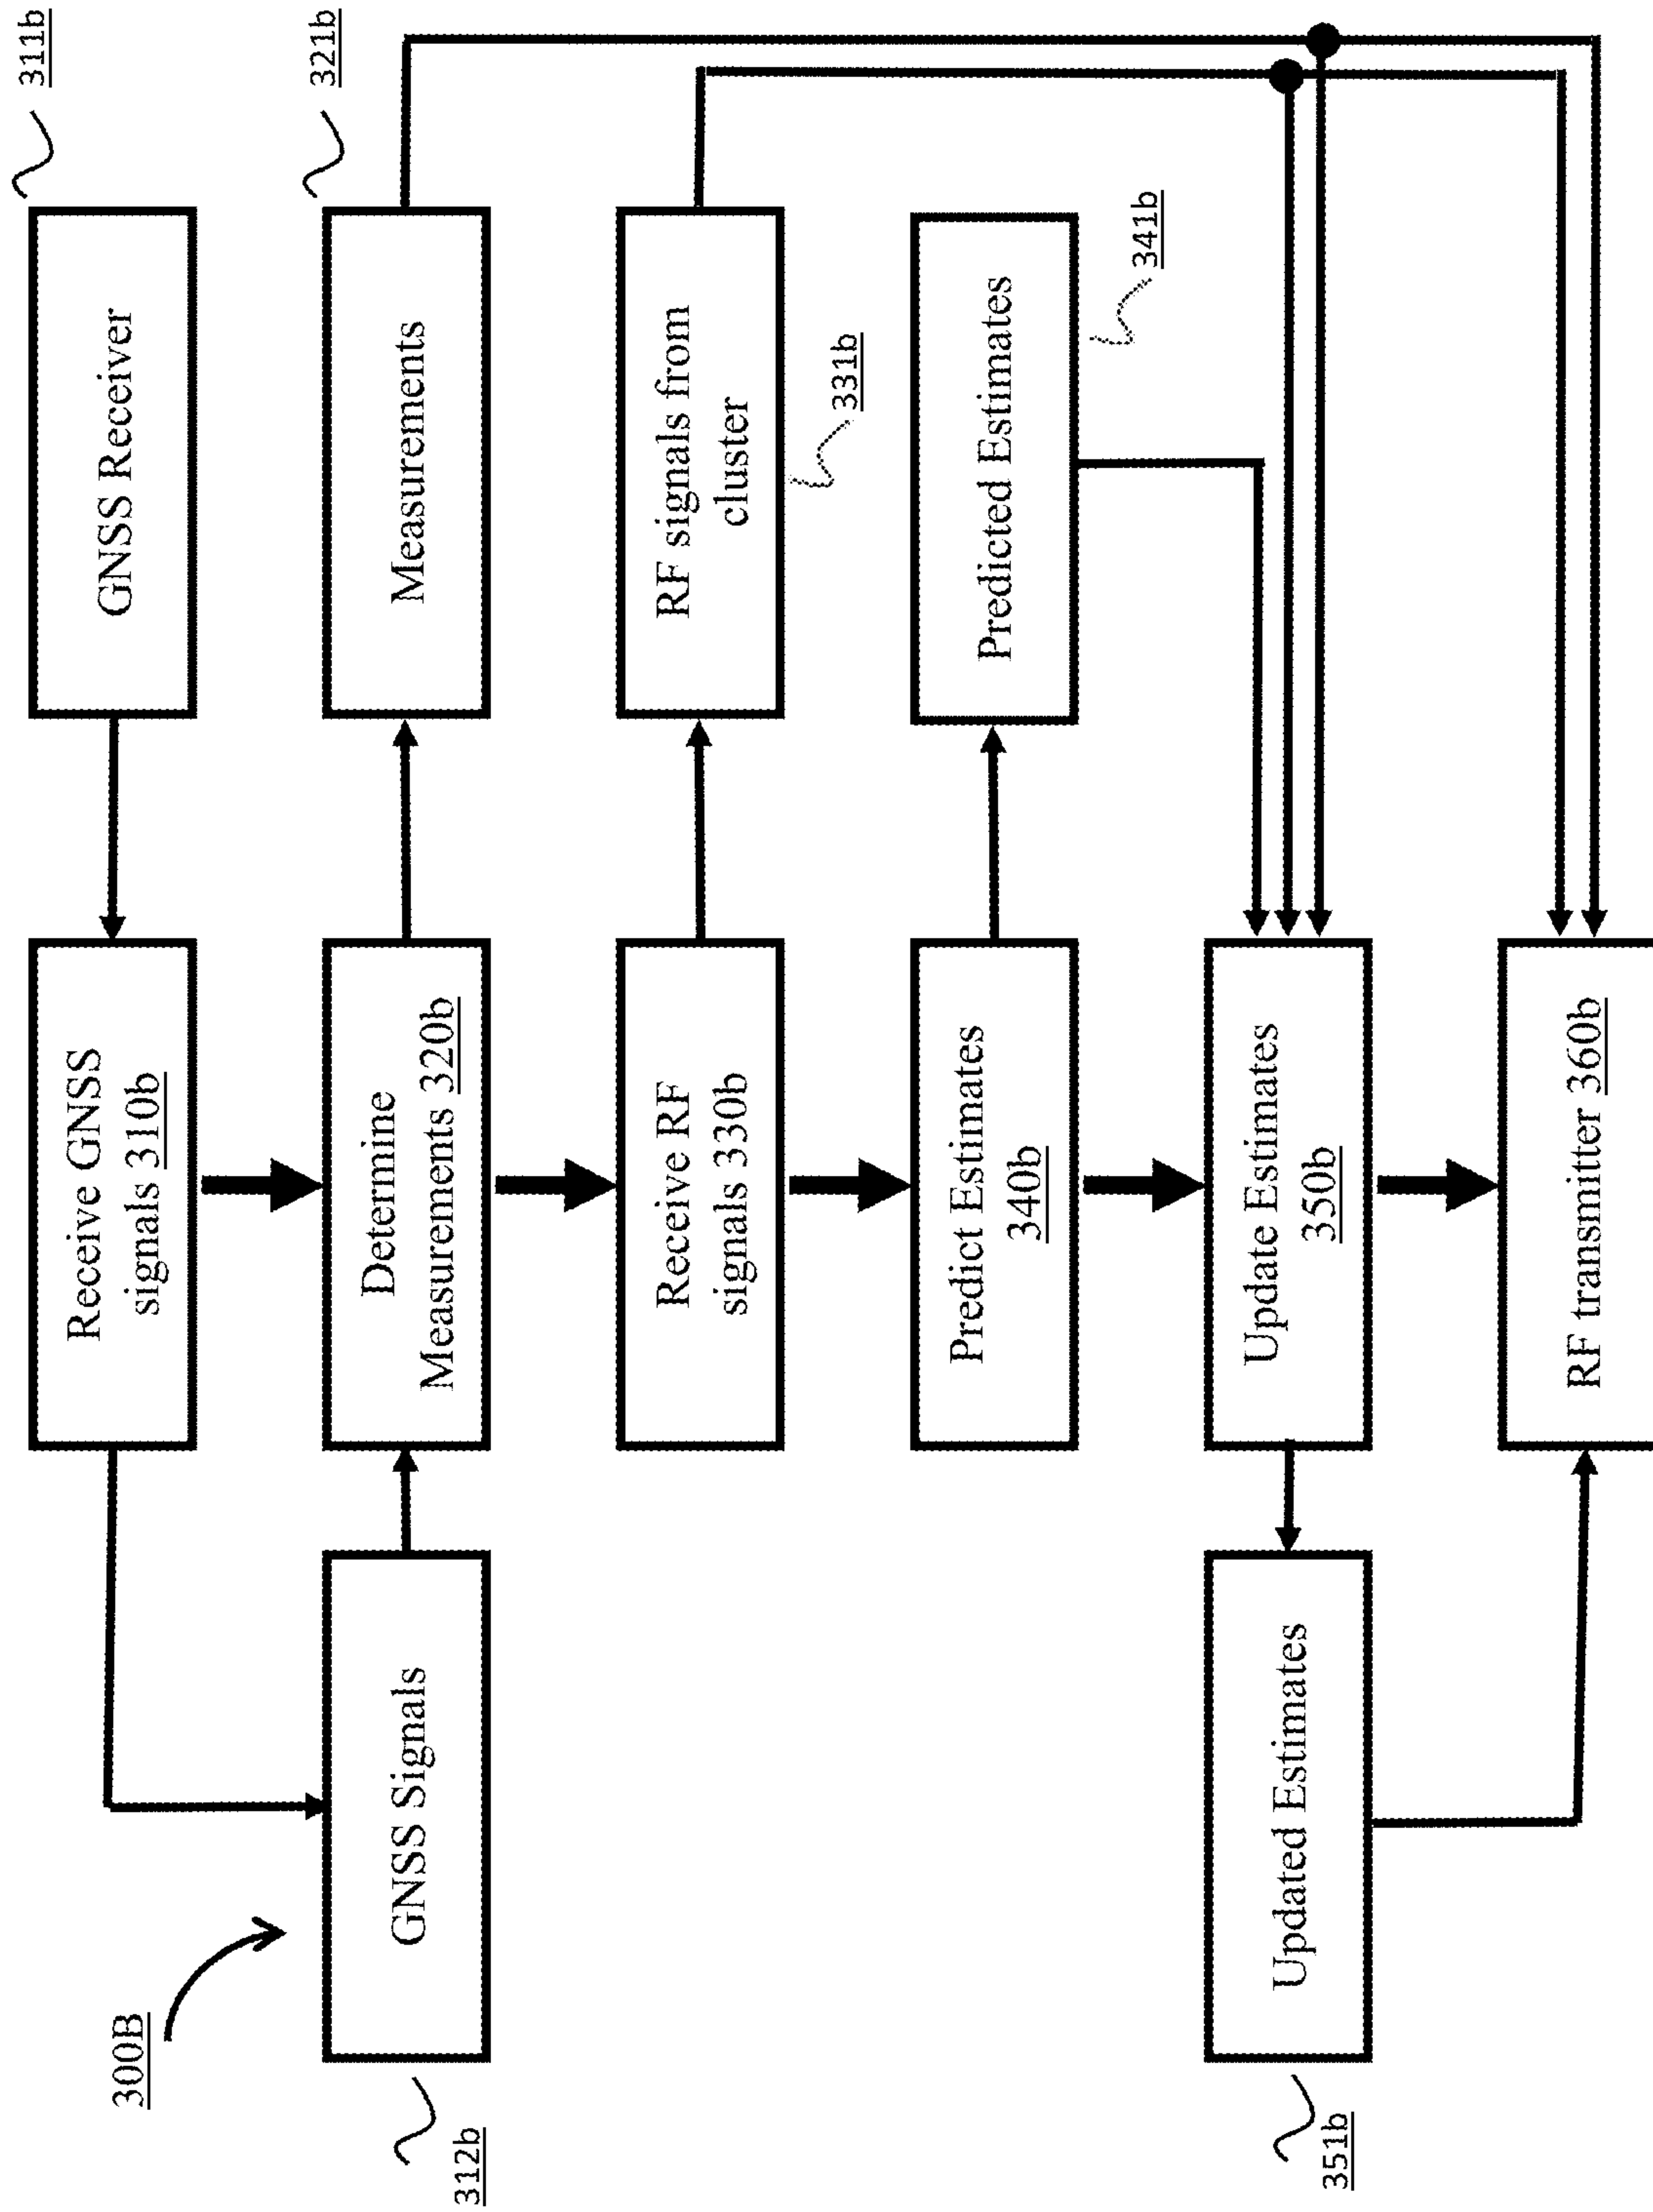 300B
GNSS Receiver
311b
Receive GNSS
signals 310b
GNSS Signals
312b
Determine
Measurements 320b
Measurements
321b
Receive RF
signals 330b
RF signals from
cluster
331b
Predict Estimates
340b
Predicted Estimates
341b
Updated Estimates
351b
Update Estimates
350b
RF transmitter 360b